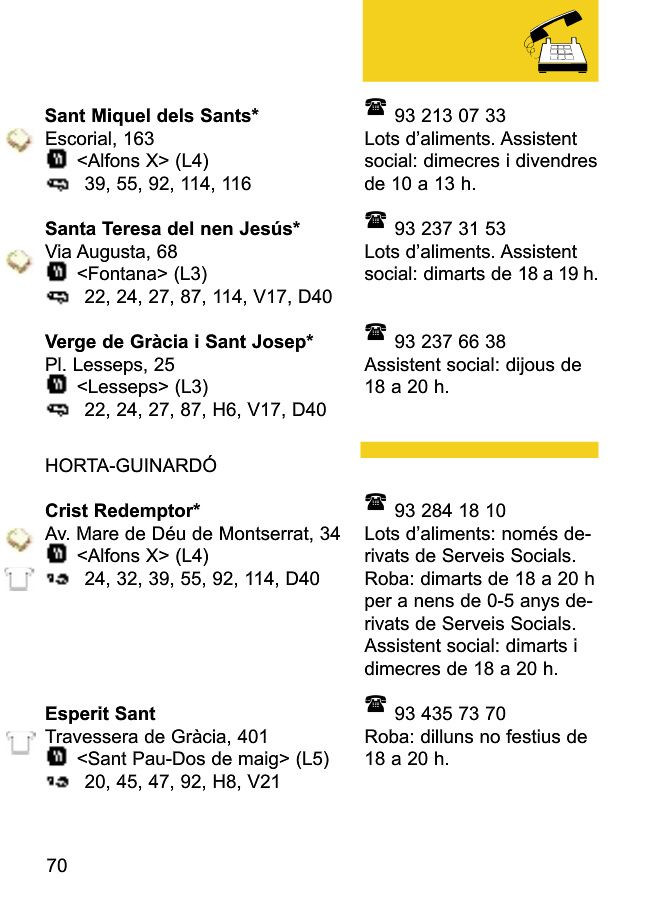 Sant Miquel dels Sants*
Escorial, 163
<Alfons X> (L4)
39, 55, 92, 114, 116
93 213 07 33
Lots d’aliments. Assistent
social: dimecres i divendres
de 10 a 13 h.
Santa Teresa del nen Jesús*
Via Augusta, 68
<Fontana> (L3)
22, 24, 27, 87, 114, V17, D40
93 237 31 53
Lots d’aliments. Assistent
social: dimarts de 18 a 19 h.
Verge de Gràcia i Sant Josep*
Pl. Lesseps, 25
<Lesseps> (L3)
22, 24, 27, 87, H6, V17, D40
93 237 66 38
Assistent social: dijous de
18 a 20 h.
HORTA-GUINARDÓ
Crist Redemptor*
Av. Mare de Déu de Montserrat, 34
<Alfons X> (L4)
24, 32, 39, 55, 92, 114, D40
93 284 18 10
Lots d’aliments: només de-
rivats de Serveis Socials.
Roba: dimarts de 18 a 20 h
per a nens de 0-5 anys de-
rivats de Serveis Socials.
Assistent social: dimarts i
dimecres de 18 a 20 h.
Esperit Sant
Travessera de Gràcia, 401
<Sant Pau-Dos de maig> (L5)
20, 45, 47, 92, H8, V21
93 435 73 70
Roba: dilluns no festius de
18 a 20 h.
70